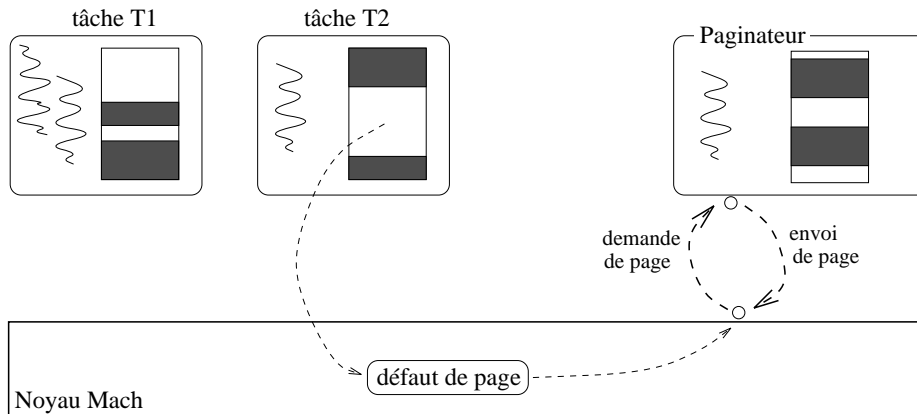 tâche T1
tâche T2
Paginateur
demande
de page
envoi
de page
défaut de page
Noyau Mach